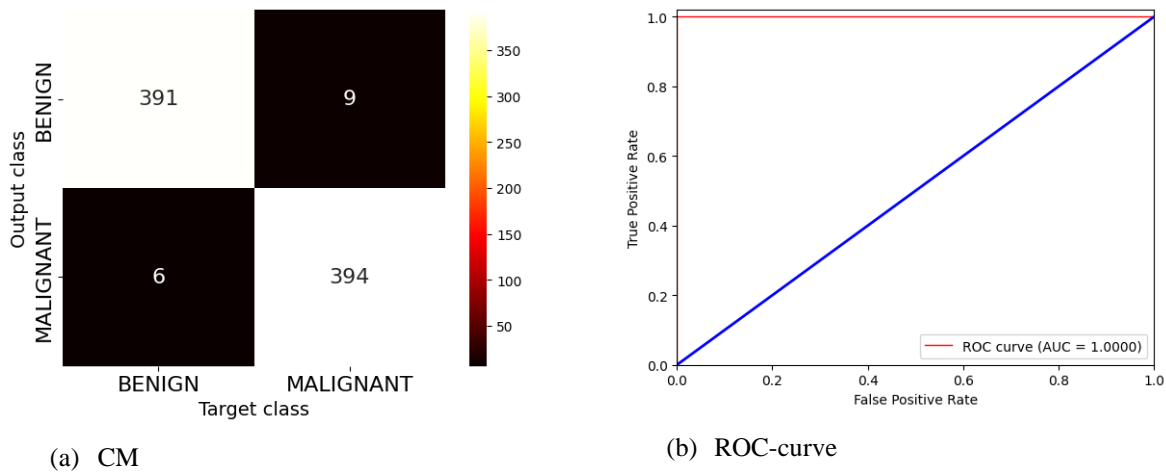 BENIGN
MALIGNANT
Output class
391
9
6
394
BENIGN
MALIGNANT
Target class
350
300
250
200
150
100
50
(a) CM
1.0
0.8
0.6
0.4
0.2
0.0
True Positive Rate
ROC curve (AUC = 1.0000)
0.0
0.2
0.4
0.6
0.8
1.0
False Positive Rate
(b) ROC-curve